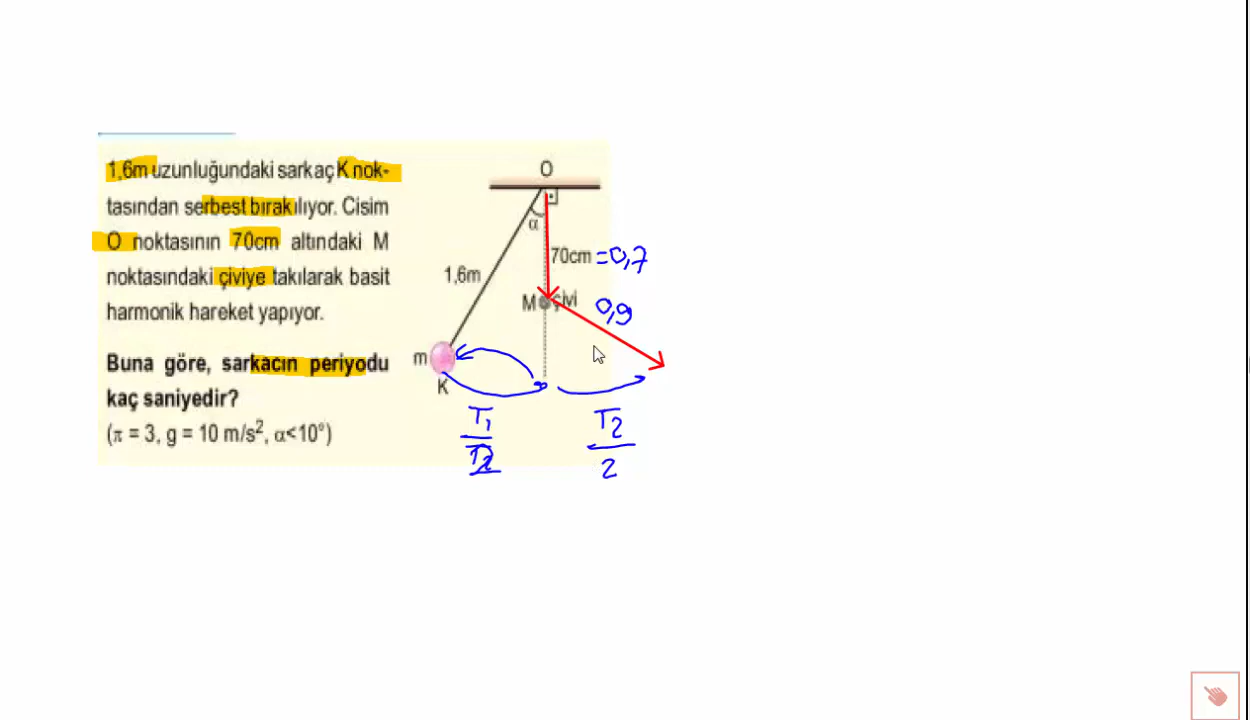 1,6m uzunluğundaki sarkaç K nok-
tasından serbest bırakılıyor. Cisim
O noktasının 70cm altındaki M
noktasındaki çiviye takılarak basit
harmonik hareket yapıyor.
Buna göre, sarkacın periyodu
kaç saniyedir?
(π = 3, g = 10 m/s², α<10°)
O
α
70cm = 0,7
1,6m
M çivi
0,9
m
K
T₁
T₂
2